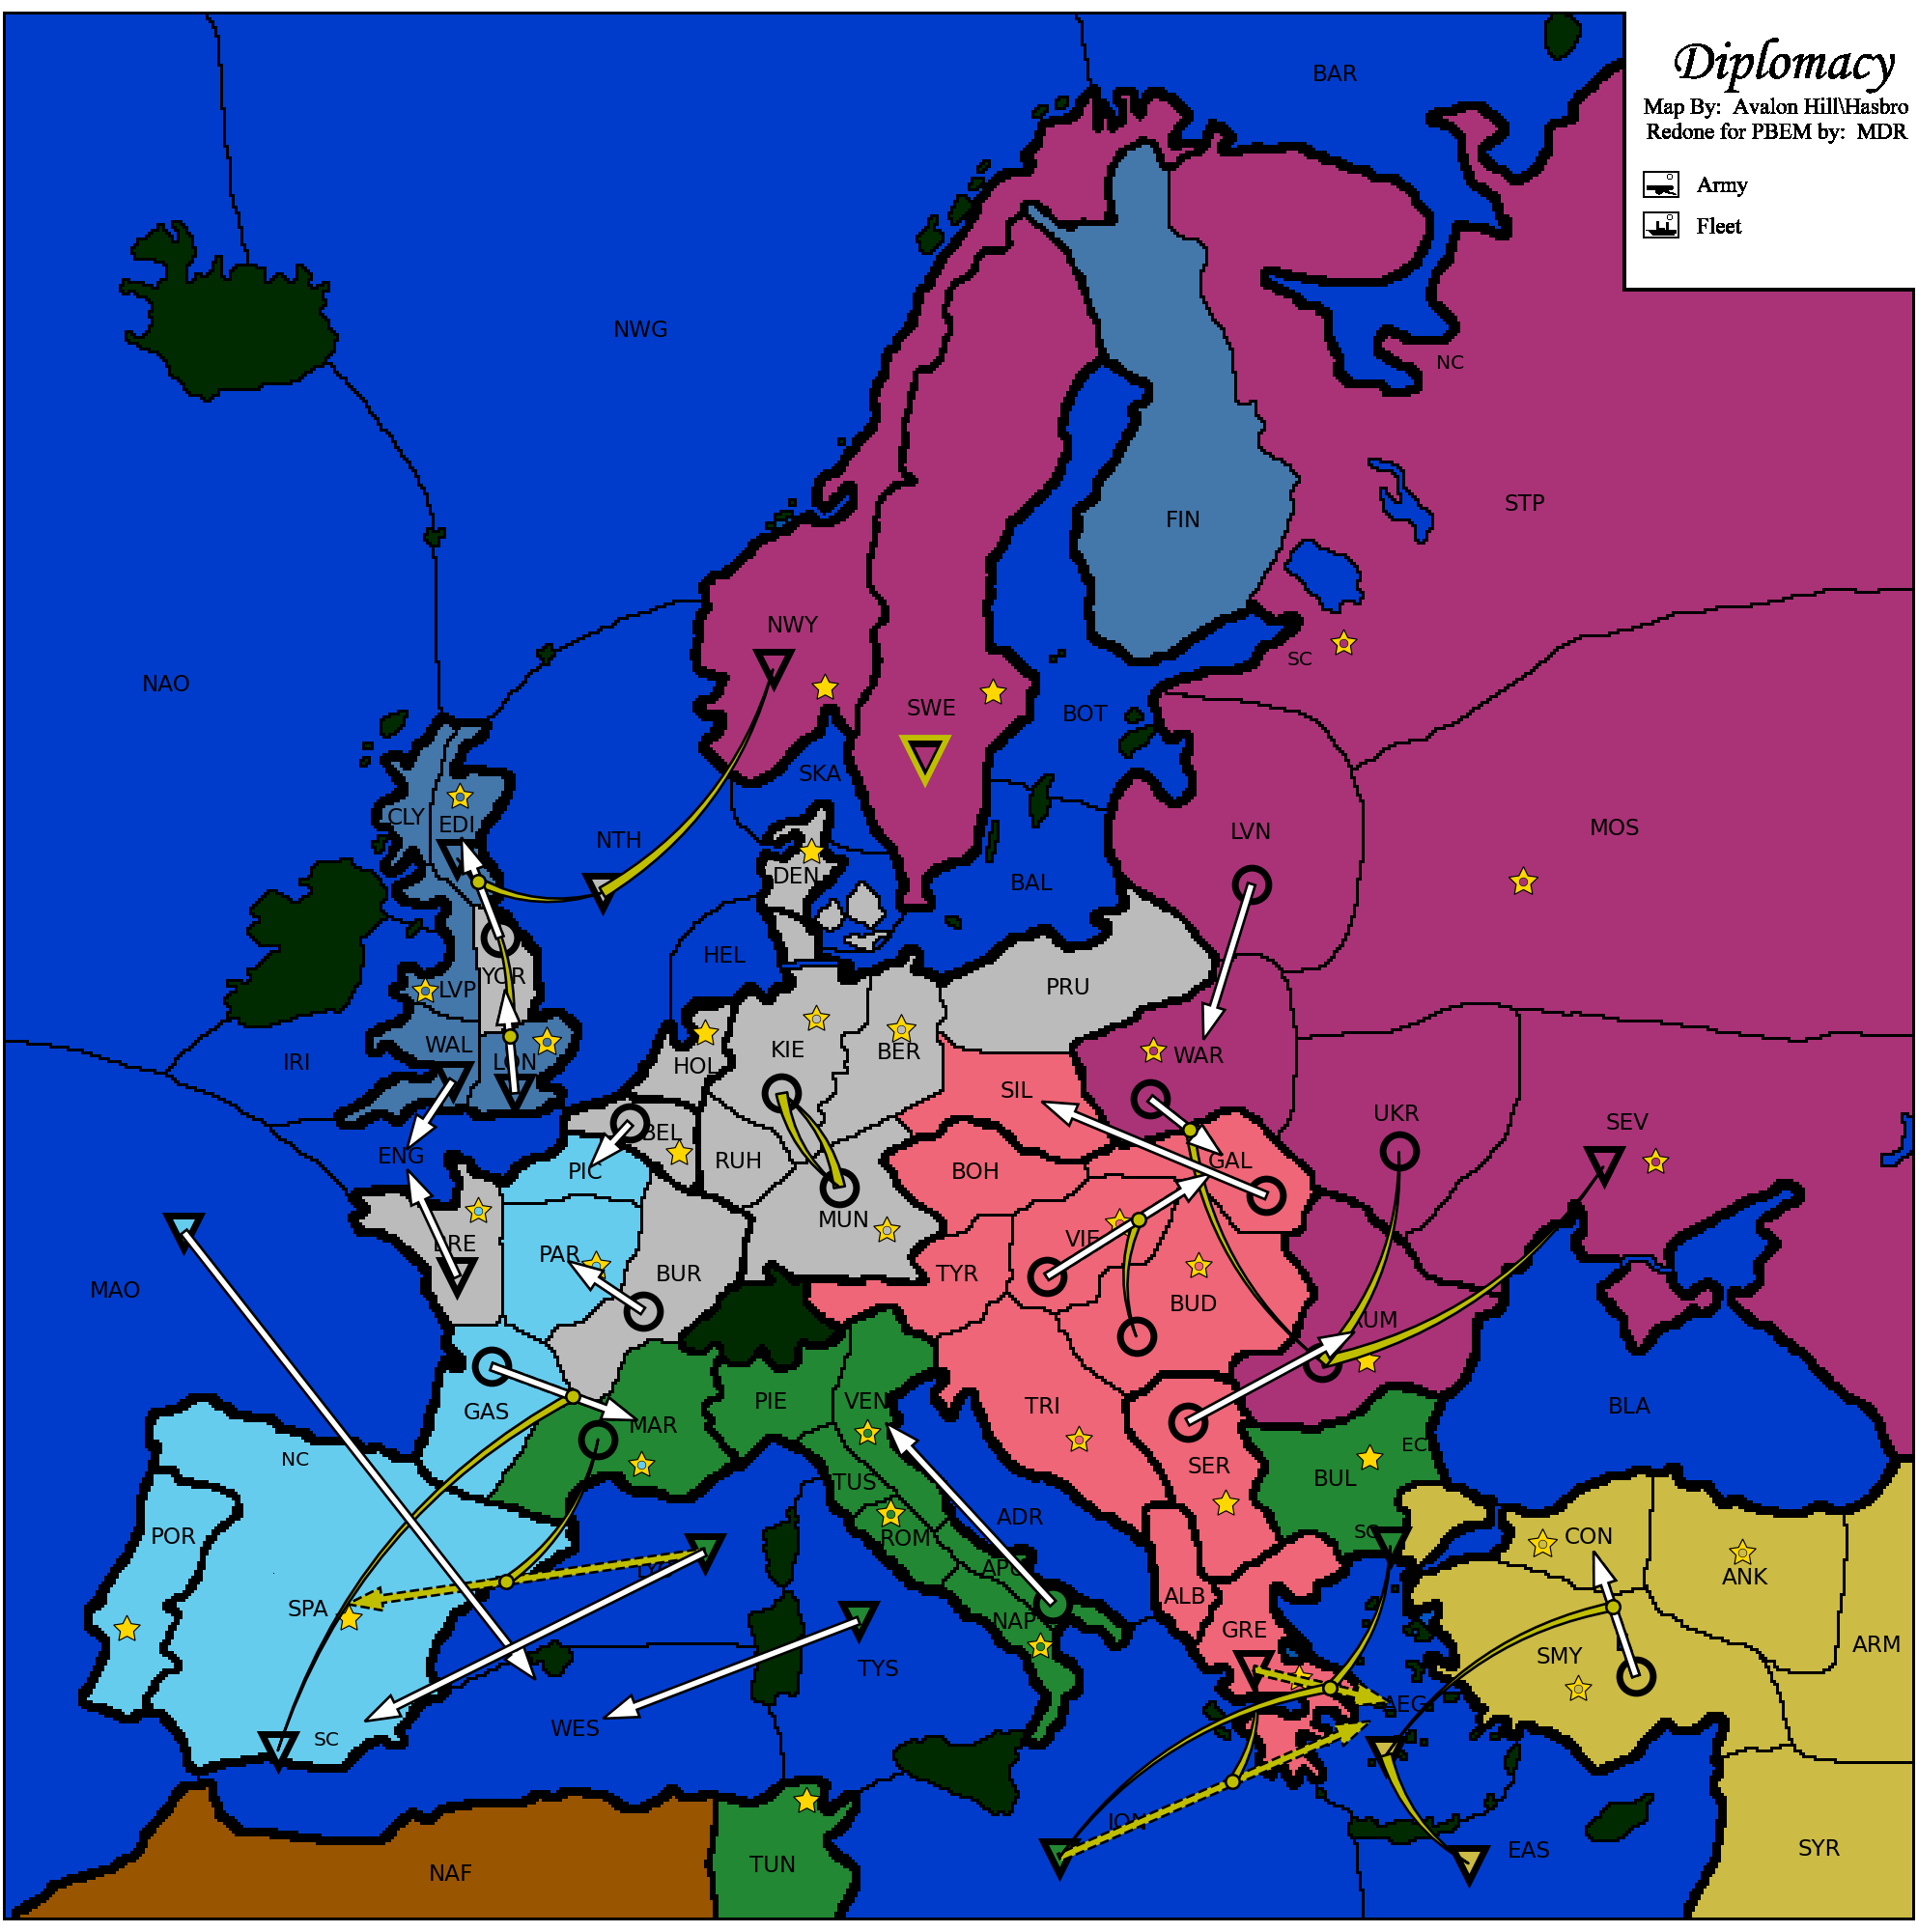 Diplomacy
Map By: Avalon Hill\Hasbro
Redone for PBEM by: MDR
Army
Fleet
BAR
NWG
NC
STP
FIN
NWY
NAO
SC
SWE
BOT
SKA
CLY
EDI
NTH
LVN
MOS
DEN
BAL
HEL
YOR
LVP
PRU
WAL
LON
IRI
HOL
KIE
BER
WAR
SIL
UKR
SEV
ENG
BEL
PIC
RUH
BOH
GAL
MUN
BRE
PAR
VIE
BUR
TYR
MAO
BUD
RUM
GAS
MAR
PIE
VEN
TRI
BLA
NC
EC
SER
BUL
TUS
POR
ADR
SC
CON
ROM
ANK
LYO
APU
ALB
SPA
NAP
GRE
ARM
SMY
TYS
AEG
WES
SC
ION
EAS
SYR
NAF
TUN